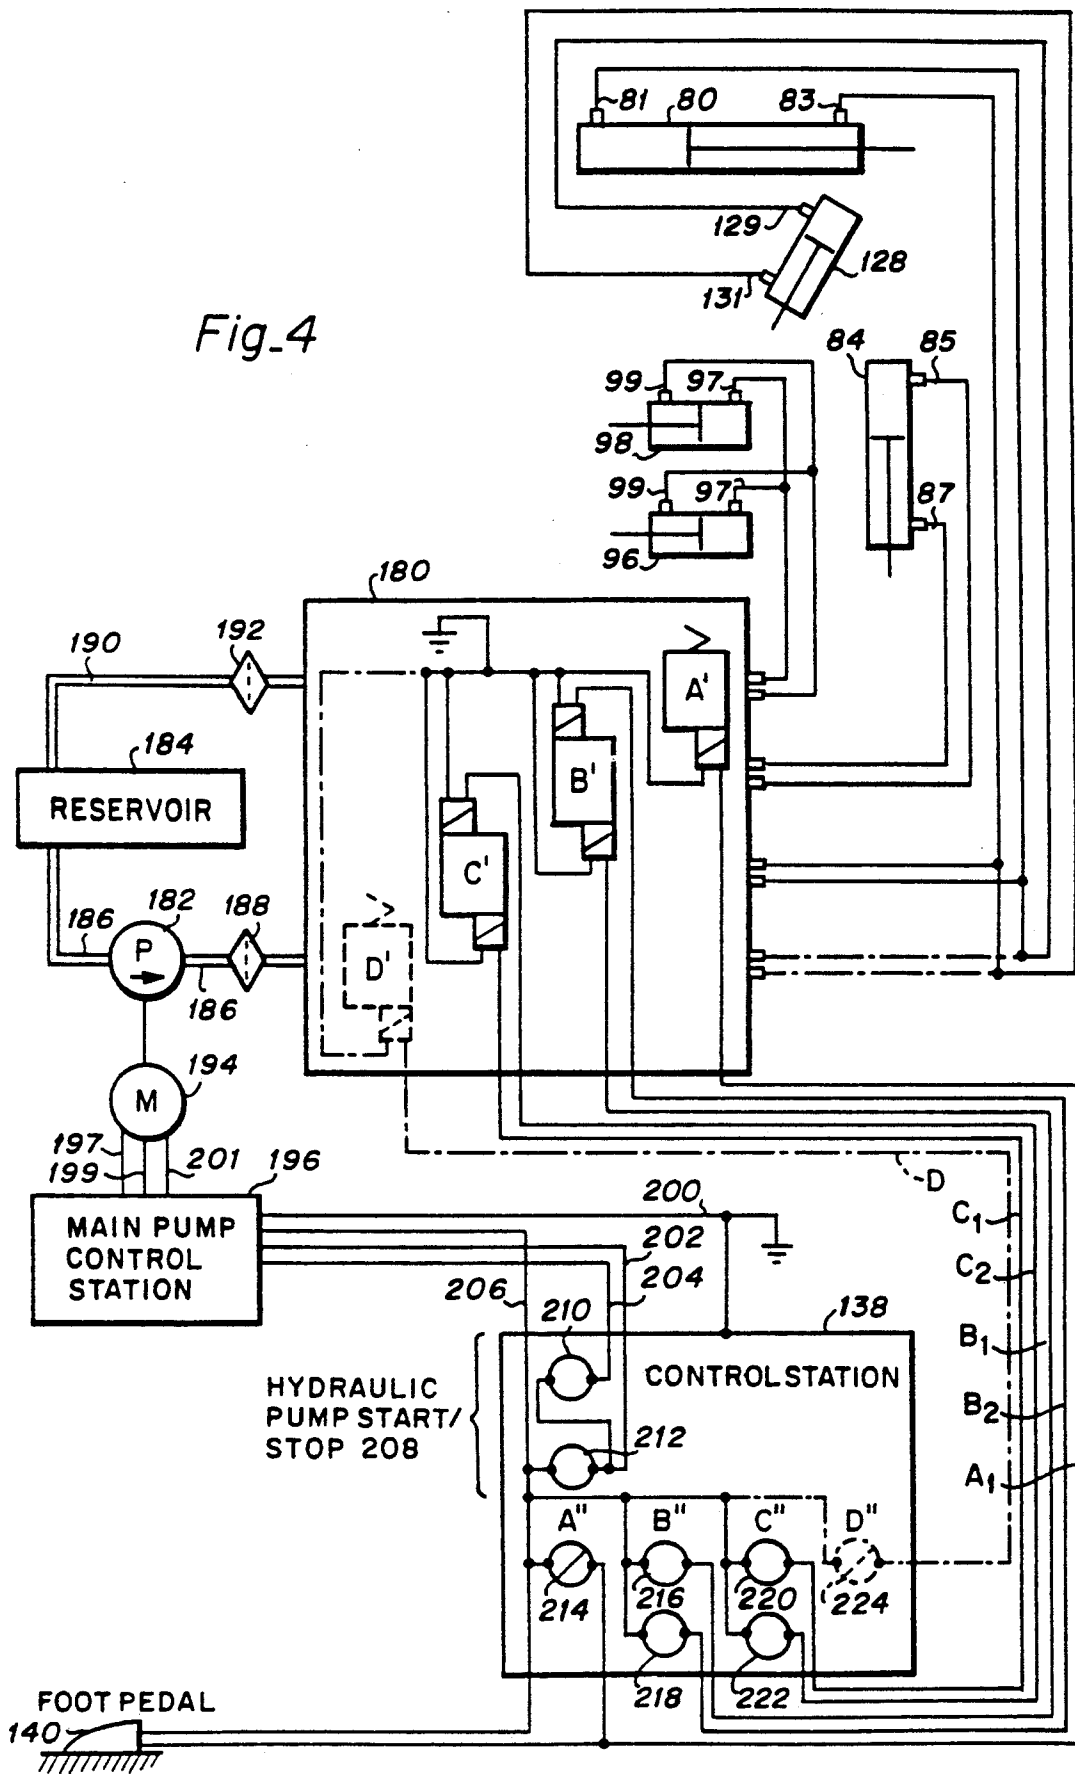 81 80 83
129
128
131
Fig_4
84 85
99 97
98
99 97
87
96
180
190 192
A'
184
RESERVOIR
B'
C'
182 188
186
P
D'
186
194
M
197
199 201 196
D
200
C1
MAIN PUMP
CONTROL
STATION
202
C2
206 204
210 138
B1
HYDRAULIC
PUMP START/
STOP 208
CONTROL STATION
B2
212
A1
A" B" C" D"
214 216 220 224
218 222
FOOT PEDAL
140